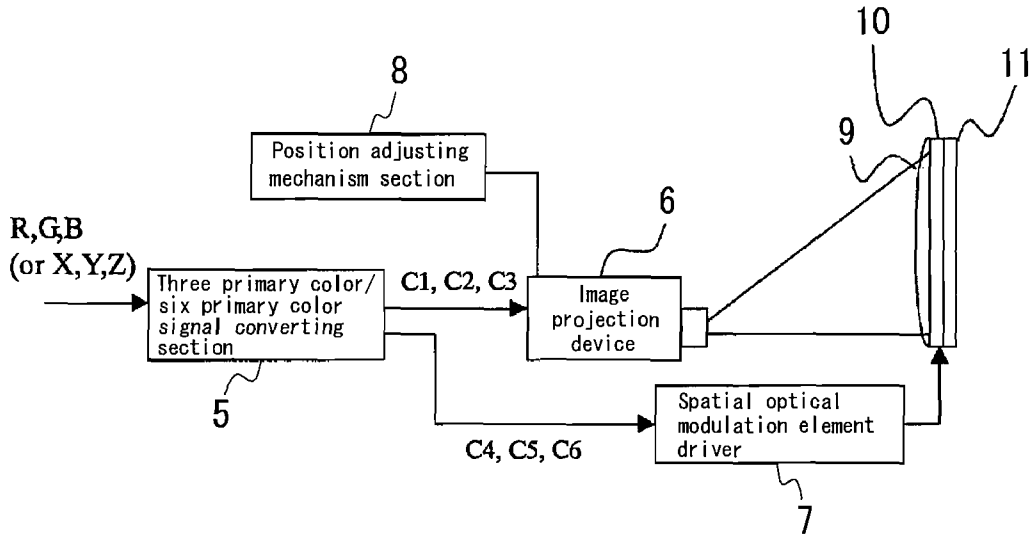 10
11
8
9
Position adjusting
mechanism section
6
R,G,B
(or X,Y,Z)
Three primary color/
six primary color
signal converting
section
C1, C2, C3
Image
projection
device
5
C4, C5, C6
Spatial optical
modulation element
driver
7